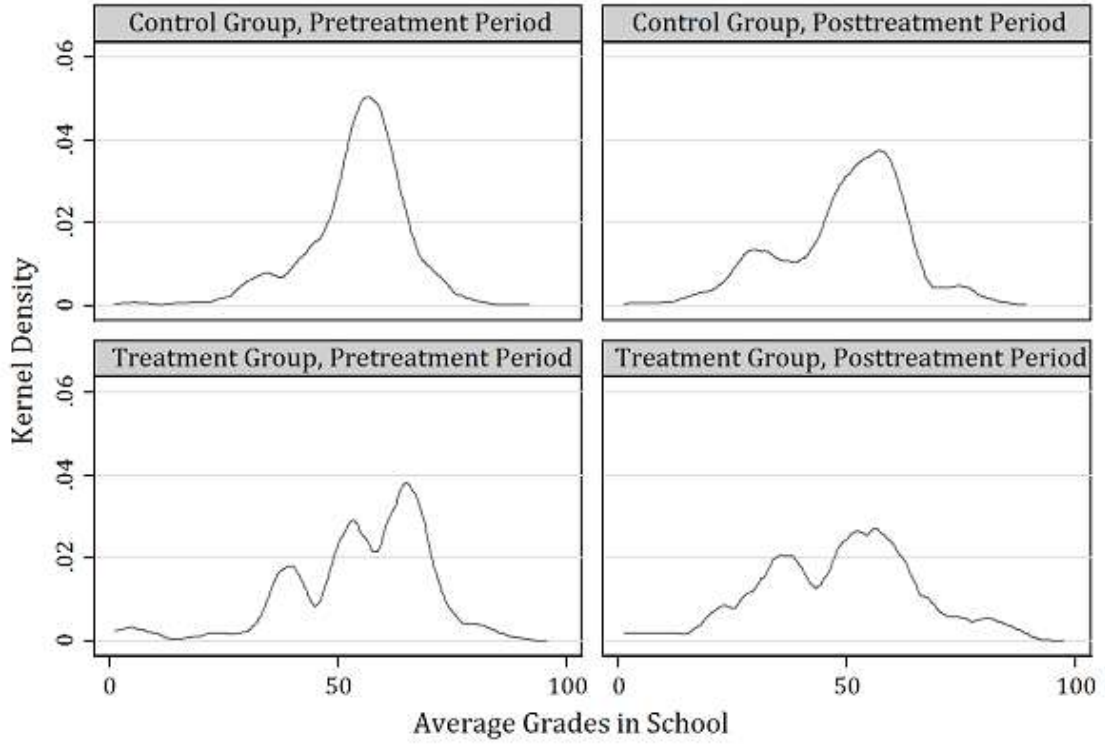 Control Group, Pretreatment Period
Control Group, Posttreatment Period
.06
.04
.02
0
Treatment Group, Pretreatment Period
Treatment Group, Posttreatment Period
.06
.04
.02
0
Kernel Density
0 50 100
0 50 100
Average Grades in School